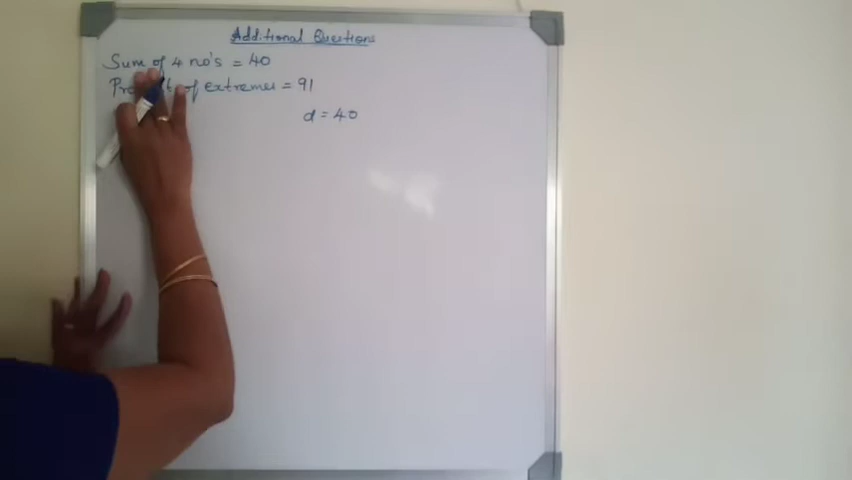 Additional Questions
Sum of 4 no's = 40
of extremes = 91
d = 40